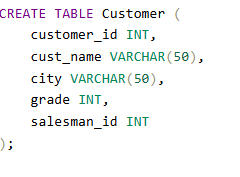 CREATE TABLE Customer (
    customer_id INT,
    cust_name VARCHAR(50),
    city VARCHAR(50),
    grade INT,
    salesman_id INT
);